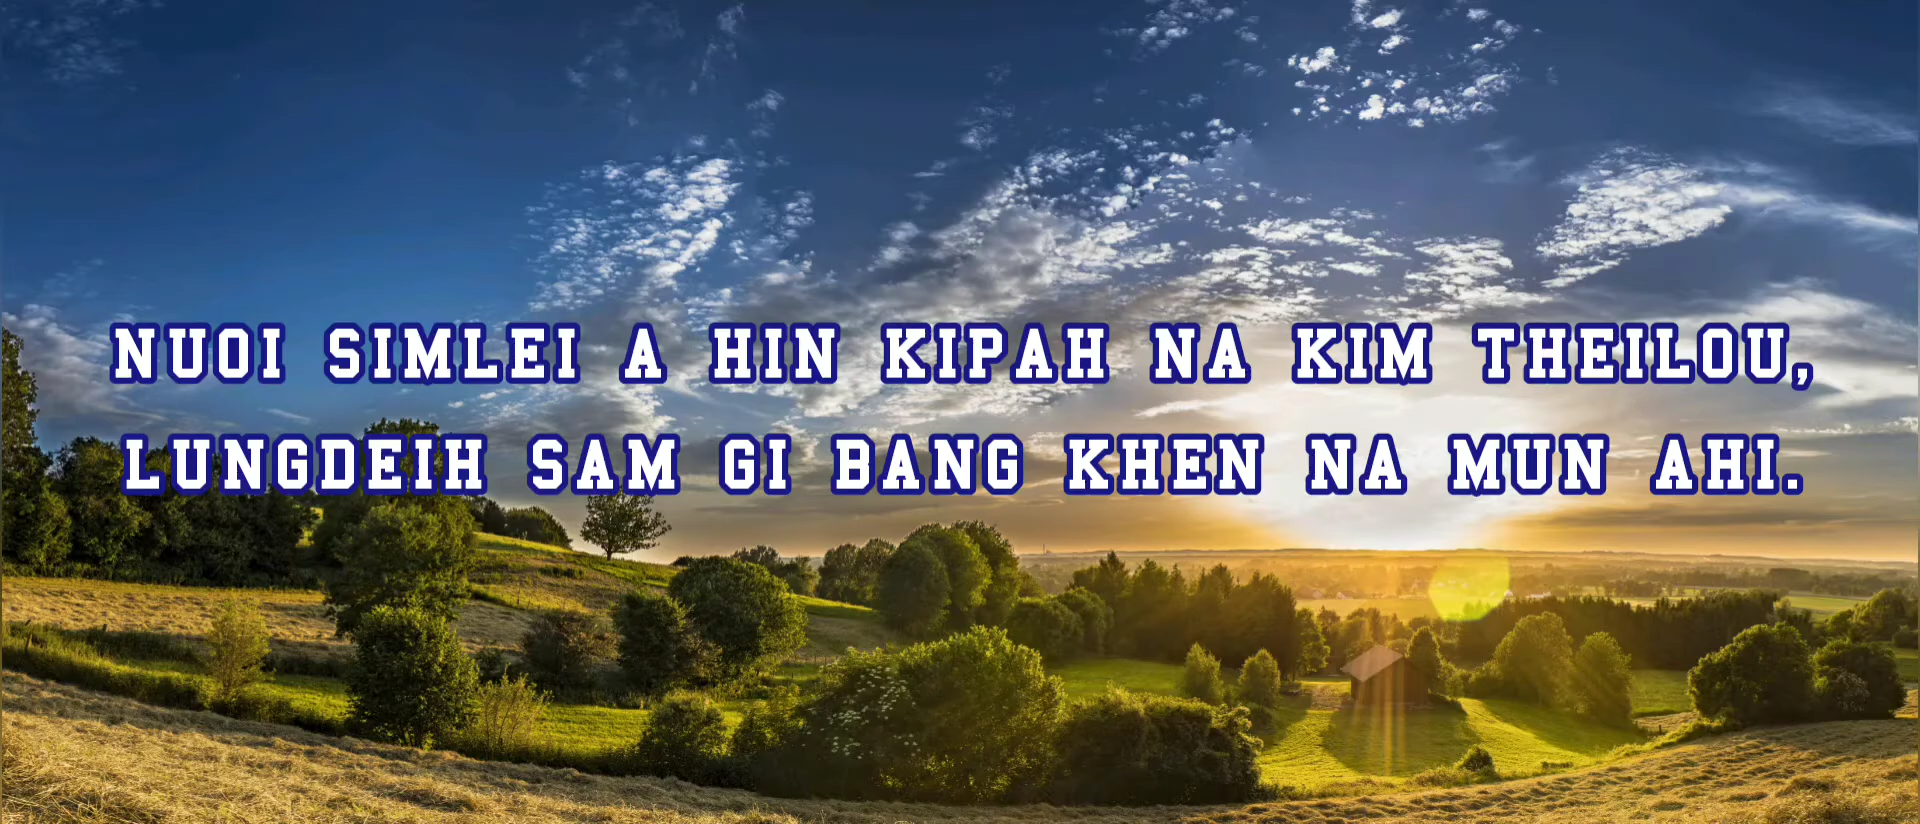 NUOI SIMLEI A HIN KIPAH NA KIM THEILOU,
LUNGDEIH SAM GI BANG KHEN NA MUN AHI.